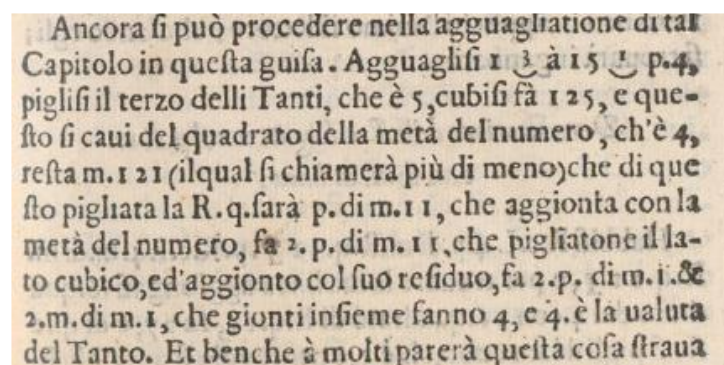 Ancora ſi può procedere nella agguagliatione di tal
Capitolo in queſta guiſa. Agguagliſi 1 3 à 15 1 p.4,
pigliſi il terzo delli Tanti, che è 5, cubiſi fà 125, e que-
ſto ſi caui del quadrato della metà del numero, ch'è 4,
reſta m.121 (ilqual ſi chiamerà più di meno) che di que
ſto pigliata la R.q. ſarà p.di m.11, che aggionta con la
metà del numero, fa 2.p.di m.11, che pigliatone il la-
to cubico, ed'aggionto col ſuo reſiduo, fa 2.p. di m.1.&
2.m.di m.1, che gionti inſieme fanno 4, e 4.è la ualuta
del Tanto. Et benche à molti parerà queſta coſa ſtraua